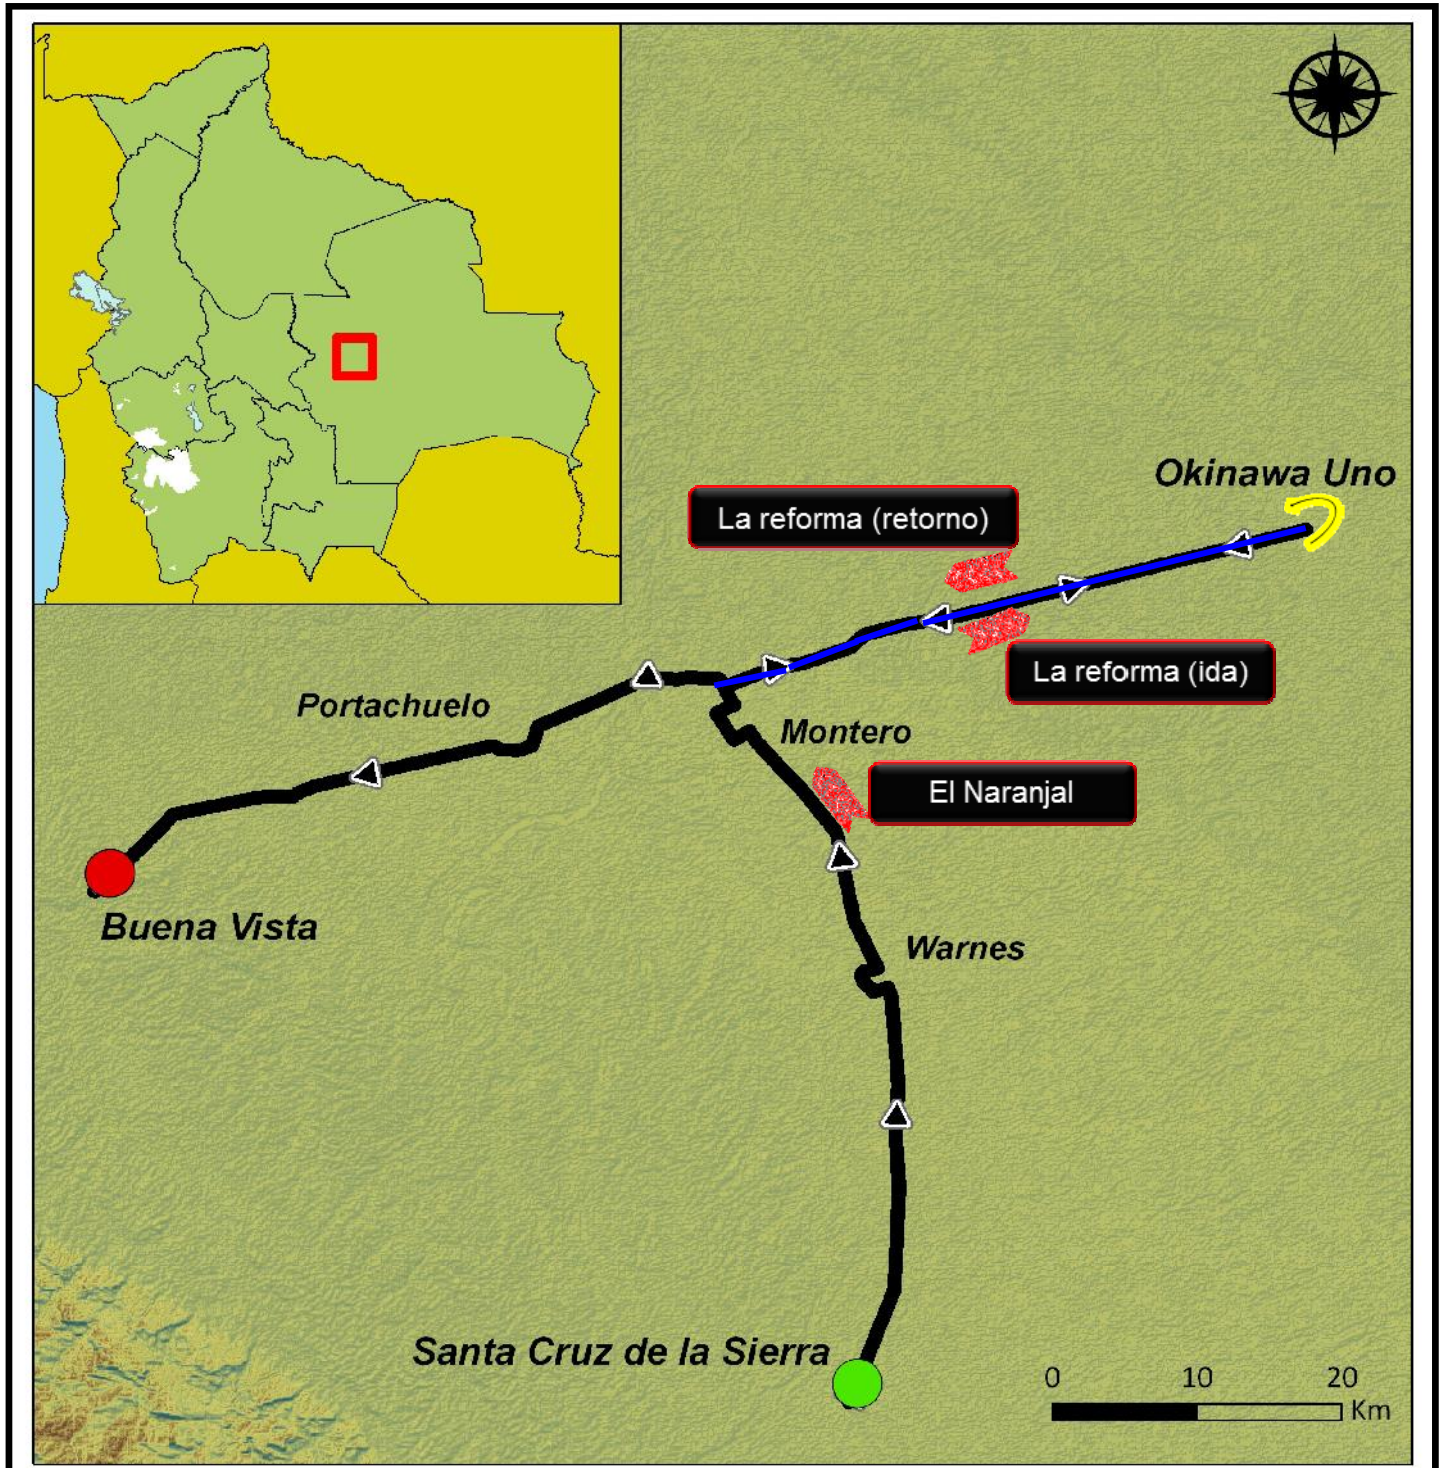 Okinawa Uno
La reforma (retorno)
La reforma (ida)
Portachuelo
Montero
El Naranjal
Buena Vista
Warnes
Santa Cruz de la Sierra
0 10 20
Km